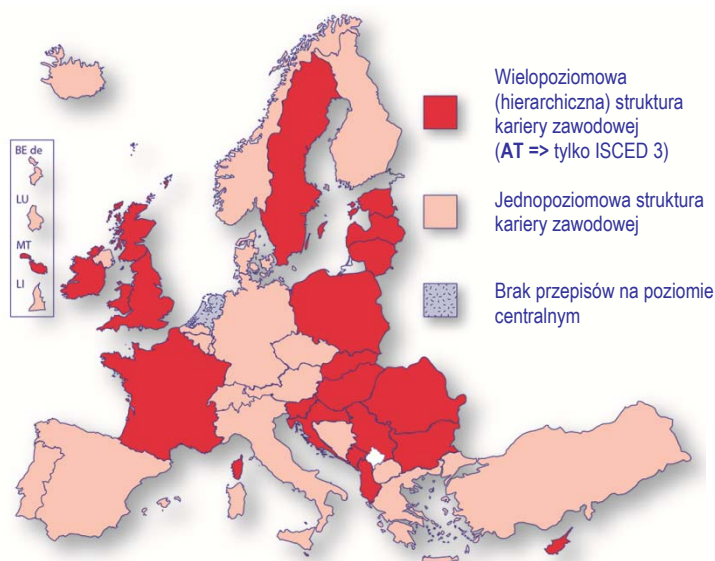 Wielopoziomowa
(hierarchiczna) struktura
kariery zawodowej
(AT => tylko ISCED 3)
Jednopoziomowa struktura
kariery zawodowej
Brak przepisów na poziomie
centralnym
BE de
LU
MT
LI